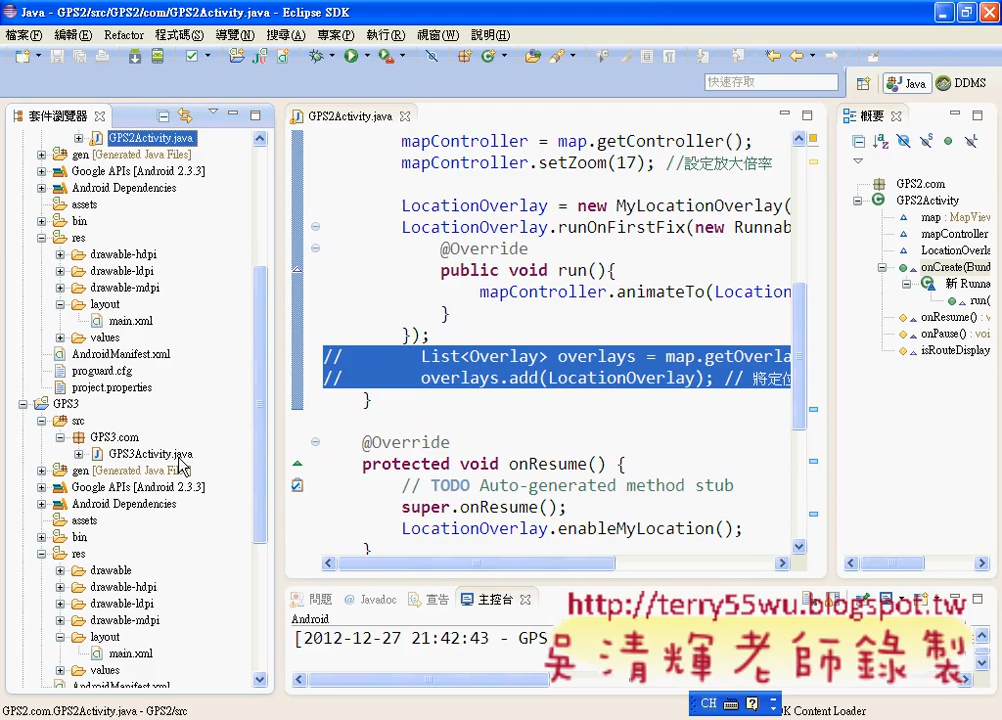 Java - GPS2/src/GPS2/com/GPS2Activity.java - Eclipse SDK
檔案(F) 編輯(E) Refactor 程式碼(S) 導覽(N) 搜尋(A) 專案(P) 執行(R) 視窗(W) 說明(H)
快速存取 Java DDMS
套件瀏覽器
GPS2Activity.java
gen [Generated Java Files]
Google APIs [Android 2.3.3]
Android Dependencies
assets
bin
res
drawable-hdpi
drawable-ldpi
drawable-mdpi
layout
main.xml
values
AndroidManifest.xml
proguard.cfg
project.properties
GPS3
src
GPS3.com
GPS3Activity.java
gen [Generated Java Files]
Google APIs [Android 2.3.3]
Android Dependencies
assets
bin
res
drawable
drawable-hdpi
drawable-ldpi
drawable-mdpi
layout
main.xml
values
AndroidManifest.xml
GPS2Activity.java
mapController = map.getController();
mapController.setZoom(17); //設定放大倍率
LocationOverlay = new MyLocationOverlay(
LocationOverlay.runOnFirstFix(new Runnab
@Override
public void run(){
mapController.animateTo(Location
}
});
// List<Overlay> overlays = map.getOverla
// overlays.add(LocationOverlay); // 將定位
}
@Override
protected void onResume() {
// TODO Auto-generated method stub
super.onResume();
LocationOverlay.enableMyLocation();
}
概要
GPS2.com
GPS2Activity
map : MapView
mapController
LocationOverla
onCreate(Bund
新 Runna
run(
onResume() : v
onPause() : v
isRouteDisplay
問題 @ Javadoc 宣告 主控台
Android
[2012-12-27 21:42:43 - GPS
http://terry55wu.blogspot.tw
吳清輝老師錄製
CH
GPS2.com.GPS2Activity.java - GPS2/src
K Content Loader